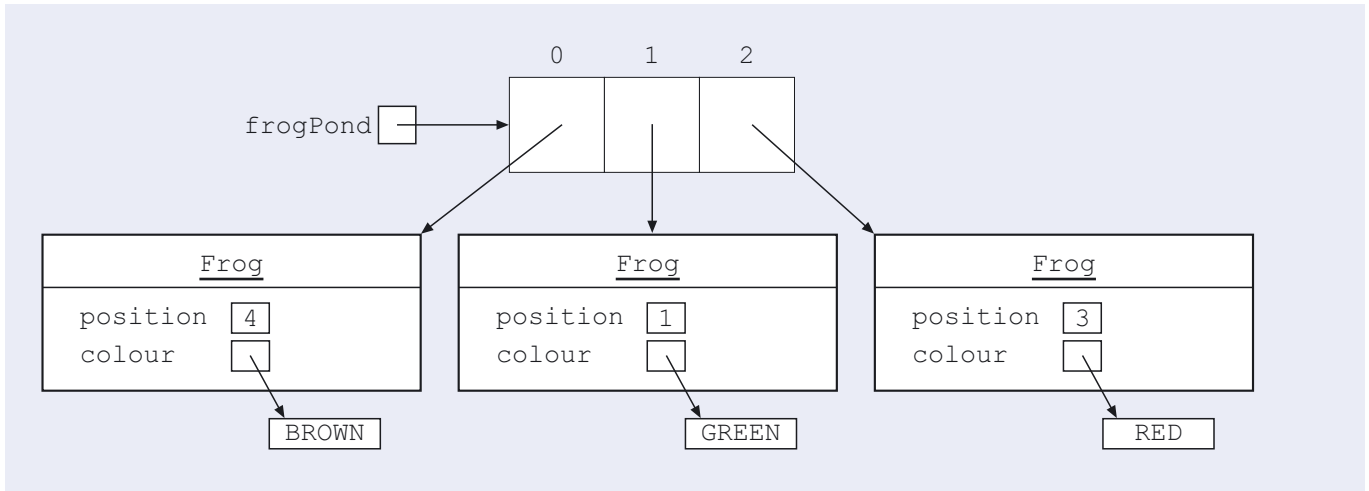 0 1 2
frogPond
Frog Frog Frog
position 4 position 1 position 3
colour colour colour
BROWN GREEN RED